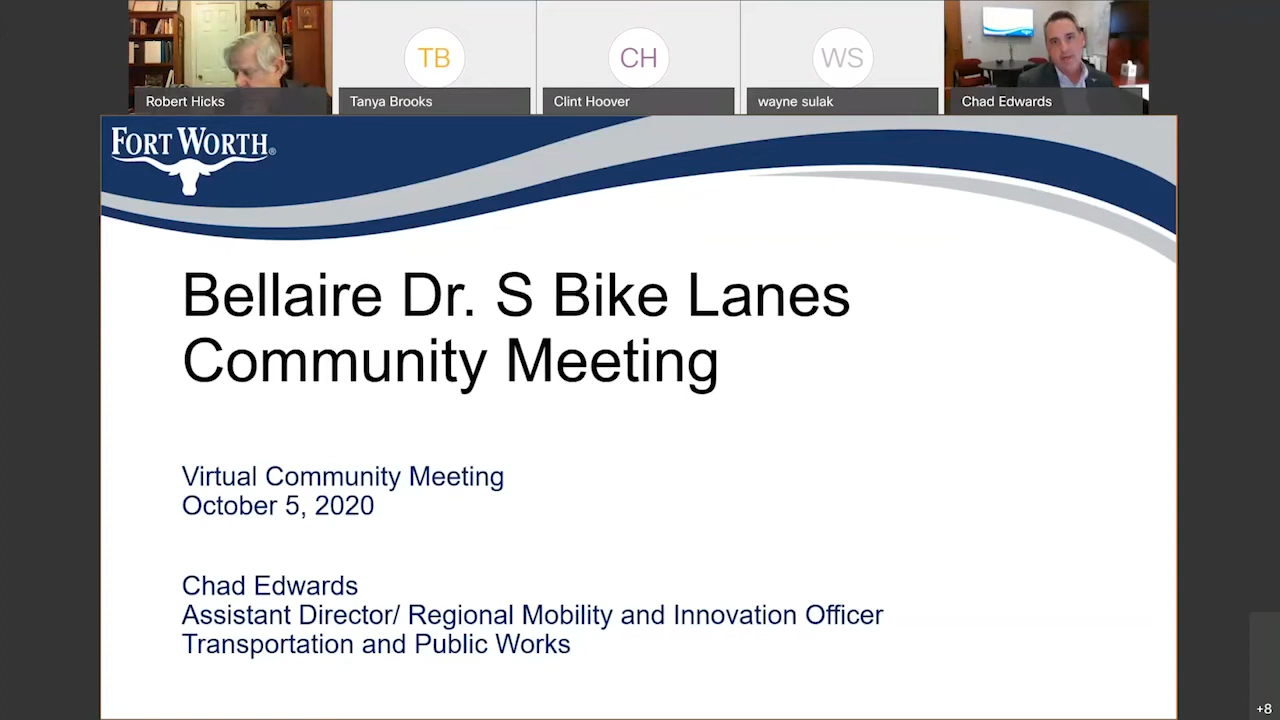 TB
CH
WS
Robert Hicks
Tanya Brooks
Clint Hoover
wayne sulak
Chad Edwards
FORT WORTH®
Bellaire Dr. S Bike Lanes
Community Meeting
Virtual Community Meeting
October 5, 2020
Chad Edwards
Assistant Director/ Regional Mobility and Innovation Officer
Transportation and Public Works
+8